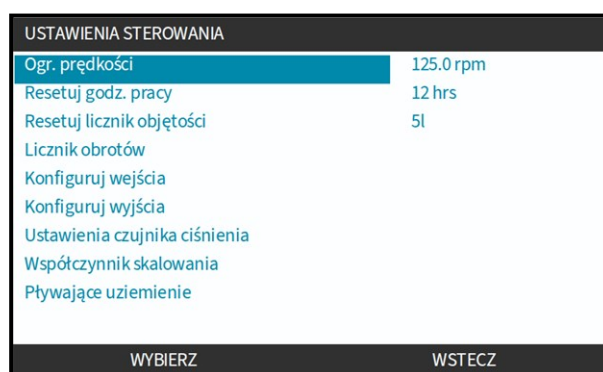 USTAWIENIA STEROWANIA
Ogr. prędkości 125.0 rpm
Resetuj godz. pracy 12 hrs
Resetuj licznik objętości 5l
Licznik obrotów
Konfiguruj wejścia
Konfiguruj wyjścia
Ustawienia czujnika ciśnienia
Współczynnik skalowania
Pływające uziemienie
WYBIERZ WSTECZ